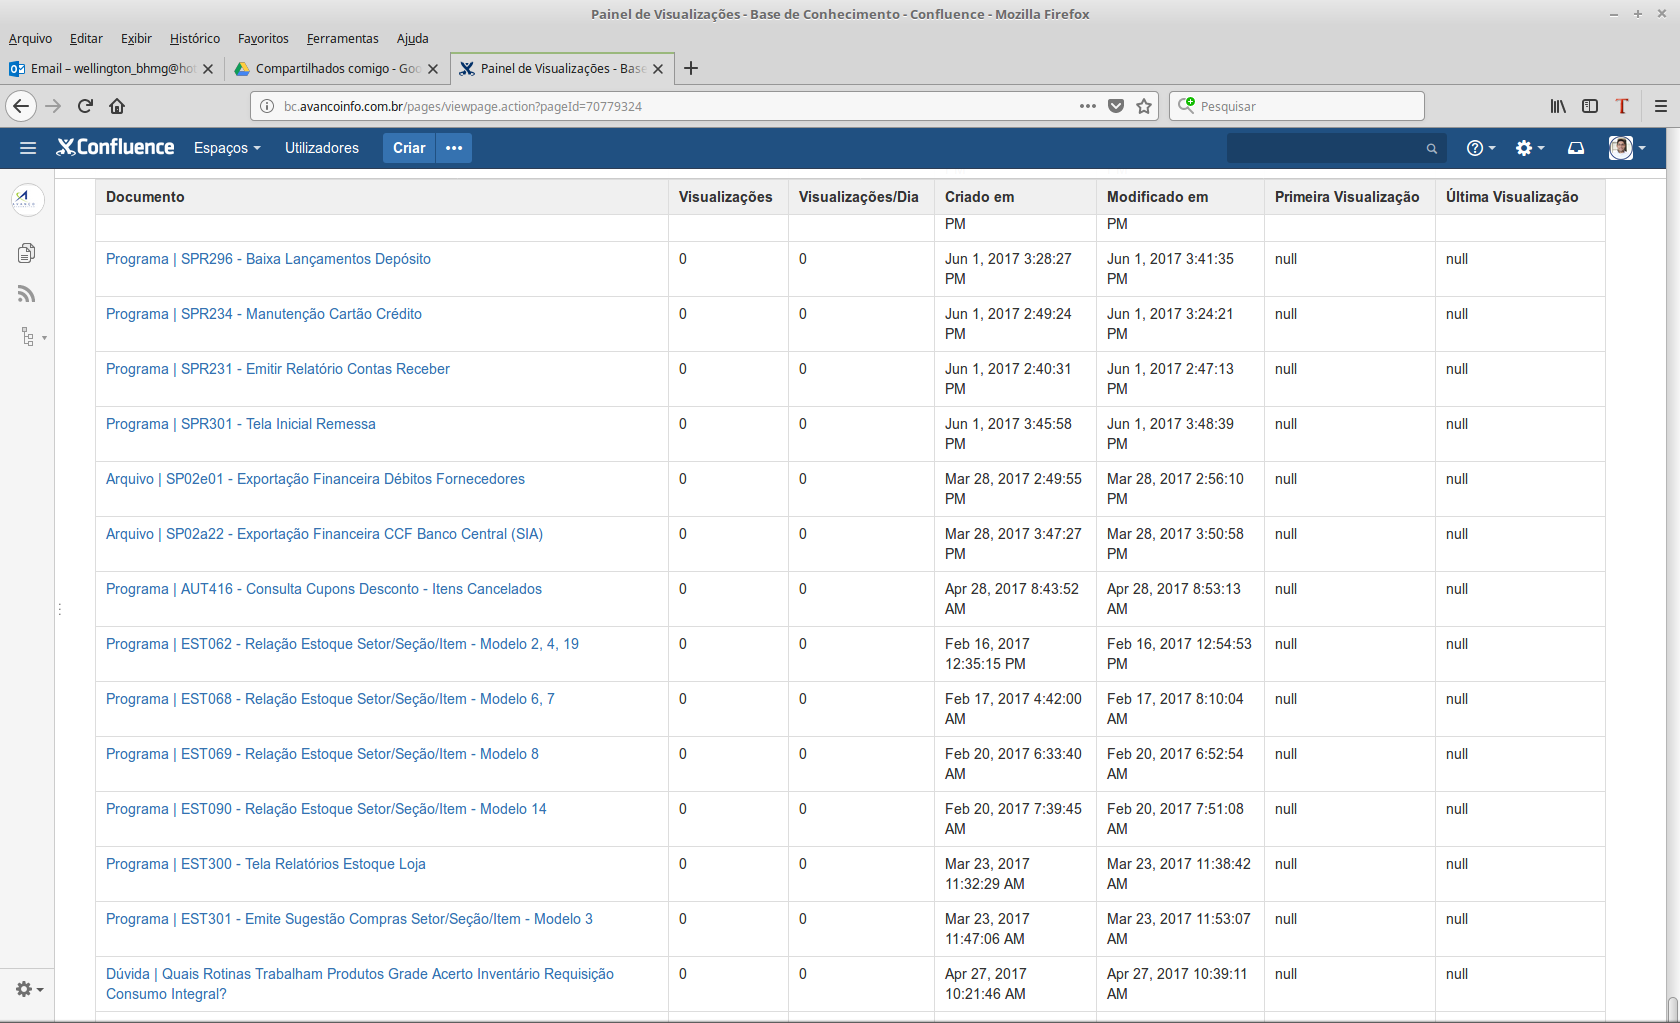 Painel de Visualizações - Base de Conhecimento - Confluence - Mozilla Firefox
Arquivo Editar Exibir Histórico Favoritos Ferramentas Ajuda
Email – wellington_bhmg@ho Compartilhados comigo - Goo Painel de Visualizações - Base
bc.avancoinfo.com.br/pages/viewpage.action?pageId=70779324 Pesquisar
Confluence Espaços Utilizadores Criar
Documento Visualizações Visualizações/Dia Criado em Modificado em Primeira Visualização Última Visualização
PM PM
Programa | SPR296 - Baixa Lançamentos Depósito 0 0 Jun 1, 2017 3:28:27 Jun 1, 2017 3:41:35 null null
PM PM
Programa | SPR234 - Manutenção Cartão Crédito 0 0 Jun 1, 2017 2:49:24 Jun 1, 2017 3:24:21 null null
PM PM
Programa | SPR231 - Emitir Relatório Contas Receber 0 0 Jun 1, 2017 2:40:31 Jun 1, 2017 2:47:13 null null
PM PM
Programa | SPR301 - Tela Inicial Remessa 0 0 Jun 1, 2017 3:45:58 Jun 1, 2017 3:48:39 null null
PM PM
Arquivo | SP02e01 - Exportação Financeira Débitos Fornecedores 0 0 Mar 28, 2017 2:49:55 Mar 28, 2017 2:56:10 null null
PM PM
Arquivo | SP02a22 - Exportação Financeira CCF Banco Central (SIA) 0 0 Mar 28, 2017 3:47:27 Mar 28, 2017 3:50:58 null null
PM PM
Programa | AUT416 - Consulta Cupons Desconto - Itens Cancelados 0 0 Apr 28, 2017 8:43:52 Apr 28, 2017 8:53:13 null null
AM AM
Programa | EST062 - Relação Estoque Setor/Seção/Item - Modelo 2, 4, 19 0 0 Feb 16, 2017 Feb 16, 2017 12:54:53 null null
12:35:15 PM PM
Programa | EST068 - Relação Estoque Setor/Seção/Item - Modelo 6, 7 0 0 Feb 17, 2017 4:42:00 Feb 17, 2017 8:10:04 null null
AM AM
Programa | EST069 - Relação Estoque Setor/Seção/Item - Modelo 8 0 0 Feb 20, 2017 6:33:40 Feb 20, 2017 6:52:54 null null
AM AM
Programa | EST090 - Relação Estoque Setor/Seção/Item - Modelo 14 0 0 Feb 20, 2017 7:39:45 Feb 20, 2017 7:51:08 null null
AM AM
Programa | EST300 - Tela Relatórios Estoque Loja 0 0 Mar 23, 2017 Mar 23, 2017 11:38:42 null null
11:32:29 AM AM
Programa | EST301 - Emite Sugestão Compras Setor/Seção/Item - Modelo 3 0 0 Mar 23, 2017 Mar 23, 2017 11:53:07 null null
11:47:06 AM AM
Dúvida | Quais Rotinas Trabalham Produtos Grade Acerto Inventário Requisição 0 0 Apr 27, 2017 Apr 27, 2017 10:39:11 null null
Consumo Integral? 10:21:46 AM AM